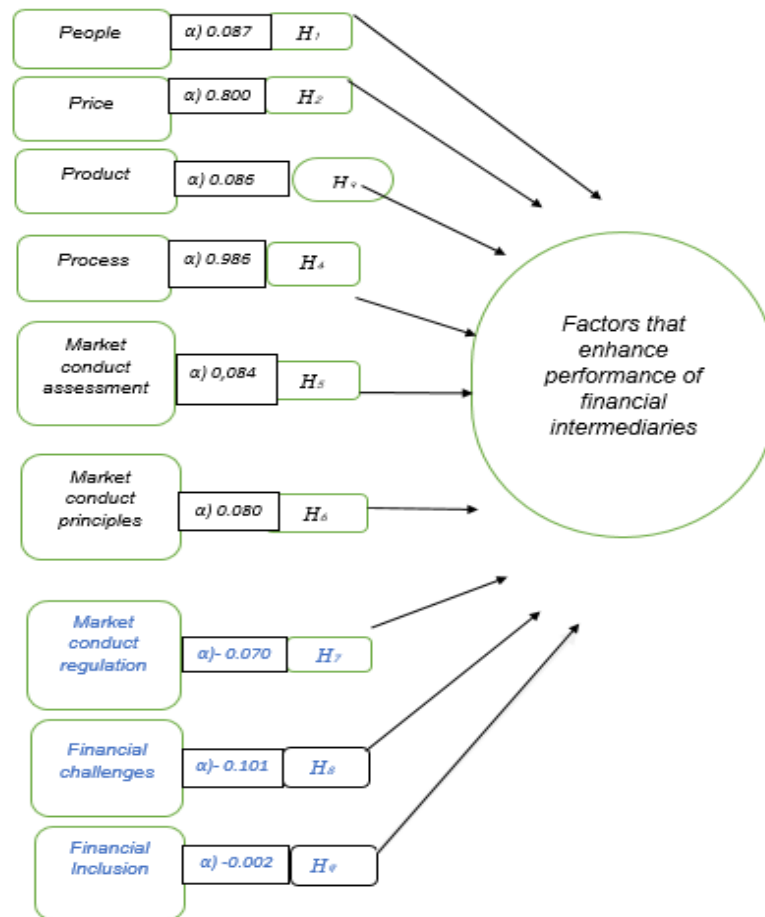 People α) 0.087 H₁
Price α) 0.800 H₂
Product α) 0.086 H
Process α) 0.986 H₄
Market
conduct
assessment
α) 0,084 H₅
Market
conduct
principles
α) 0.080 H₆
Market
conduct
regulation
α)- 0.070 H₇
Financial
challenges
α)- 0.101 H₈
Financial
Inclusion
α) -0.002 H₉
Factors that
enhance
performance of
financial
intermediaries